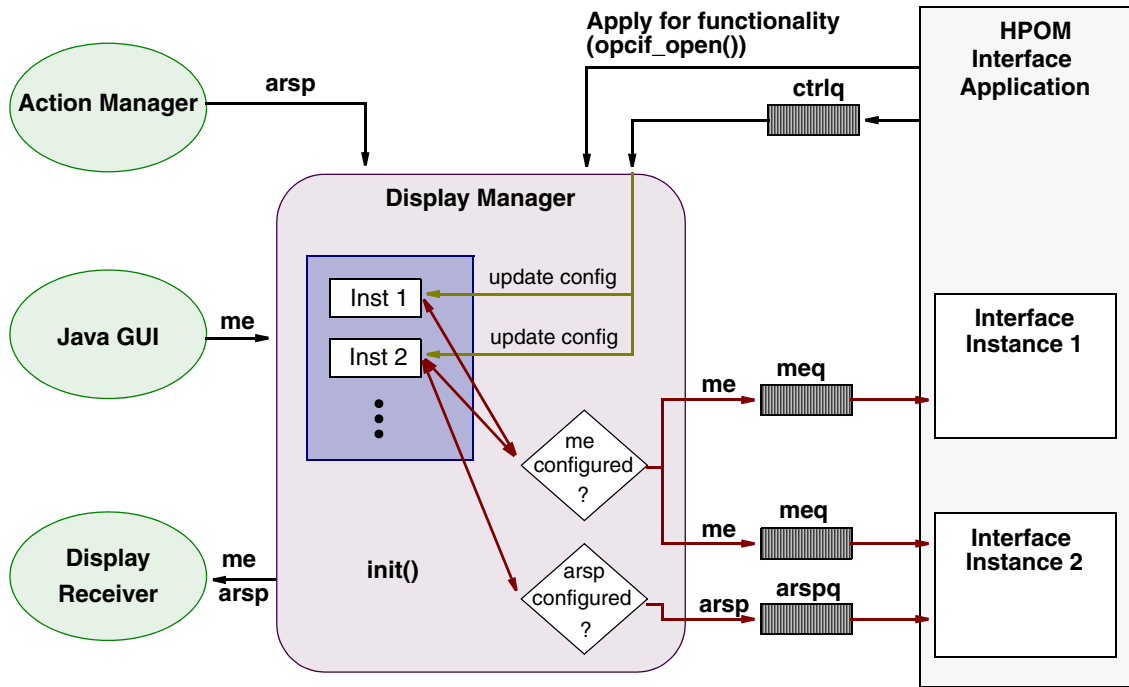 Apply for functionality
(opcif_open())
HPOM
Interface
Application
Action Manager
arsp
ctrlq
Display Manager
update config
Inst 1
Java GUI
me
update config
Inst 2
Interface
Instance 1
me
meq
me
configured
?
me
meq
Interface
Instance 2
Display
Receiver
me
arsp
init()
arsp
configured
?
arsp
arspq